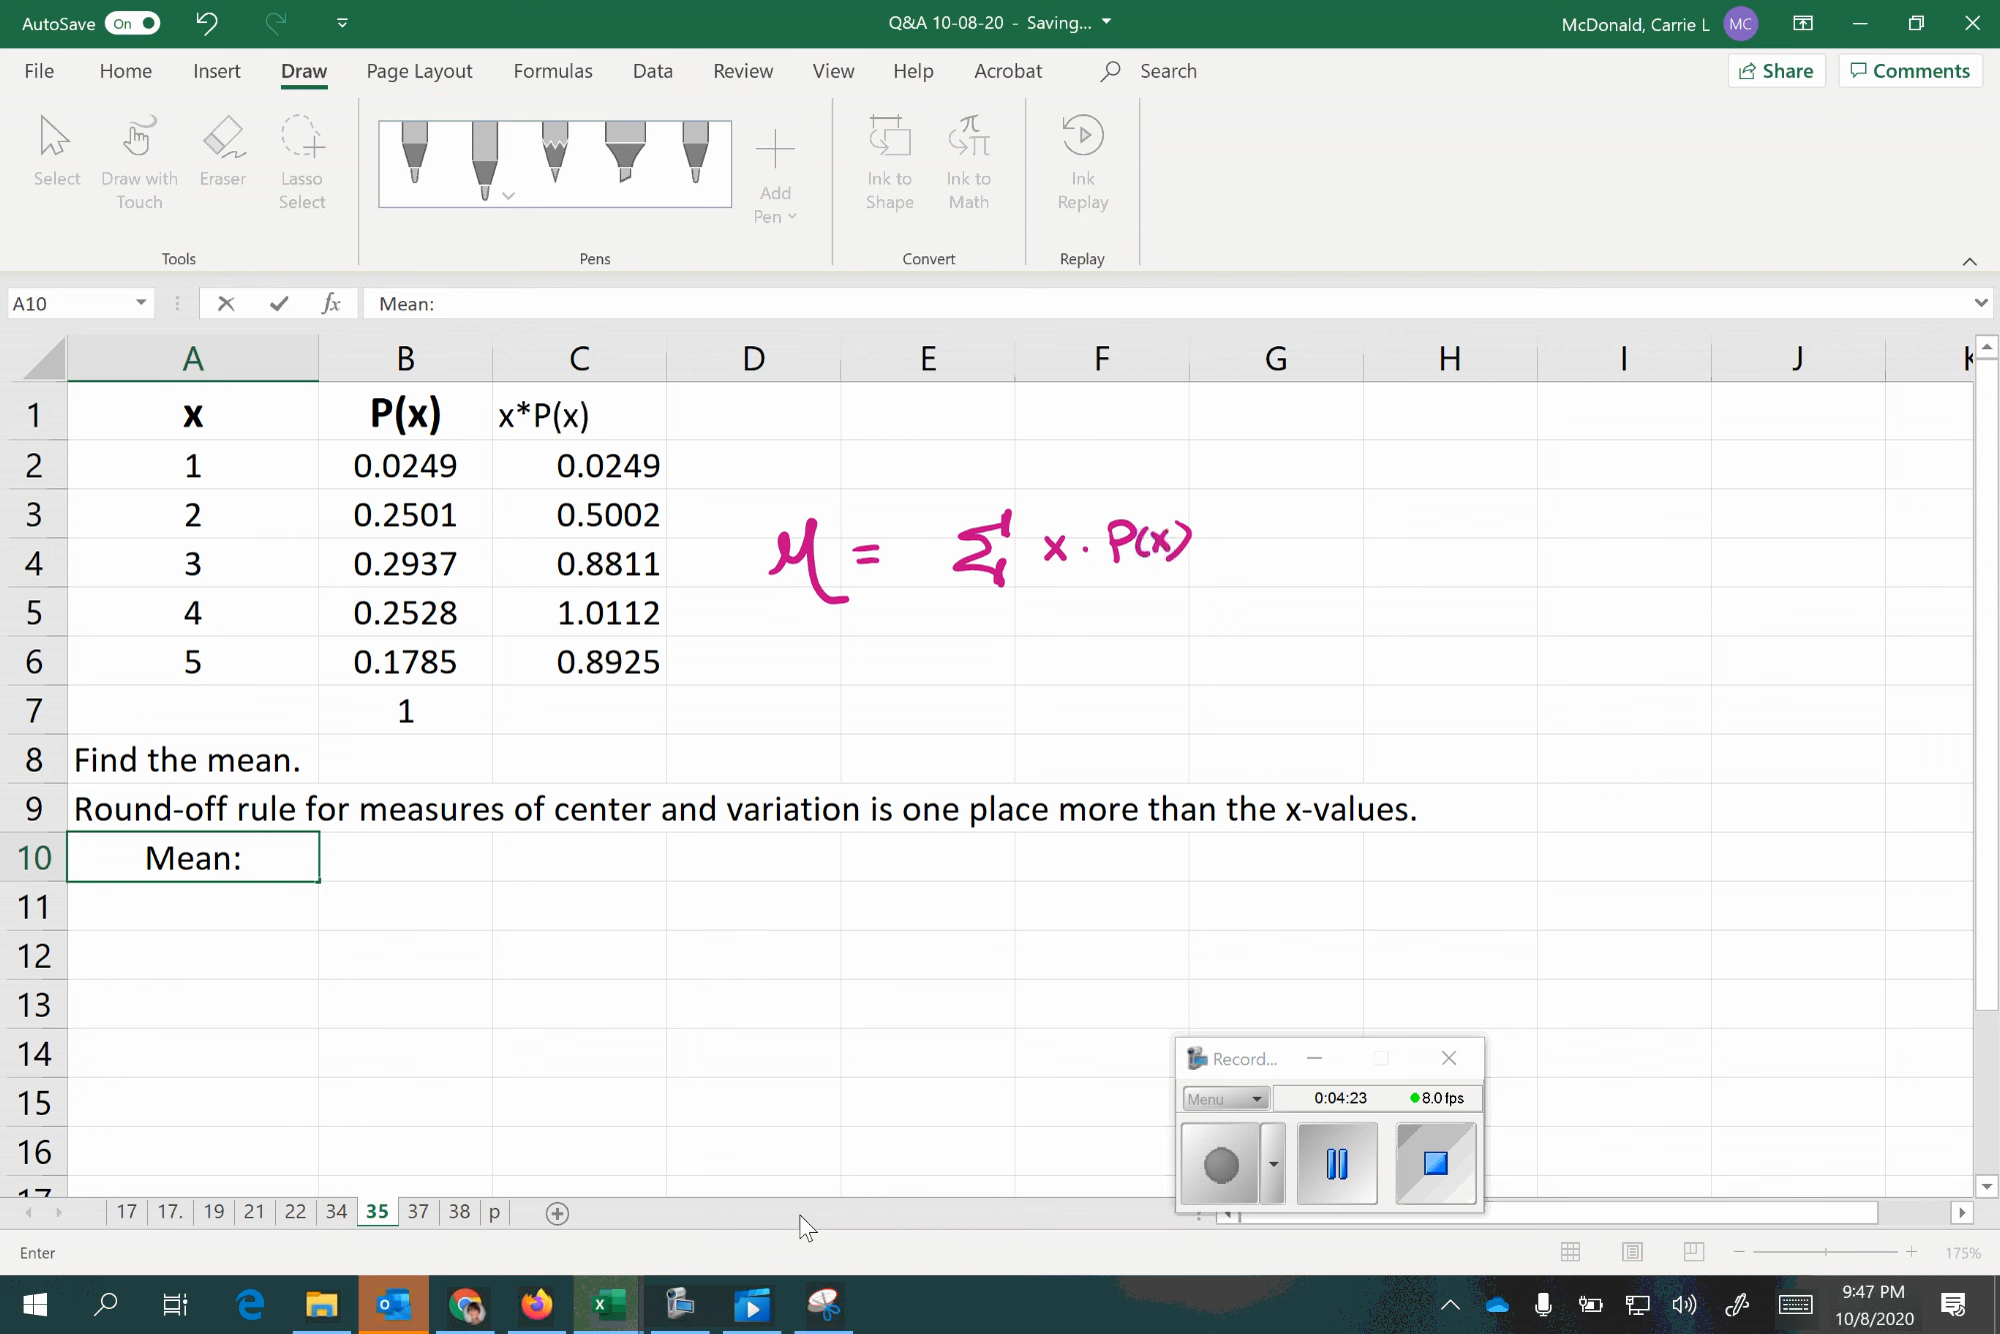 AutoSave On Q&A 10-08-20 - Saving... McDonald, Carrie L MC
File Home Insert Draw Page Layout Formulas Data Review View Help Acrobat Search Share Comments
Select Draw with Touch Eraser Lasso Select Add Pen Ink to Shape Ink to Math Ink Replay
Tools Pens Convert Replay
A10 fx Mean:
A B C D E F G H I J K
1 x P(x) x*P(x)
2 1 0.0249 0.0249
3 2 0.2501 0.5002
4 3 0.2937 0.8811
μ = Σ x · P(x)
5 4 0.2528 1.0112
6 5 0.1785 0.8925
7 1
8 Find the mean.
9 Round-off rule for measures of center and variation is one place more than the x-values.
10 Mean:
11
12
13
14
Record...
15
Menu 0:04:23 8.0 fps
16
17
17 17. 19 21 22 34 35 37 38 p
Enter 175%
9:47 PM
10/8/2020